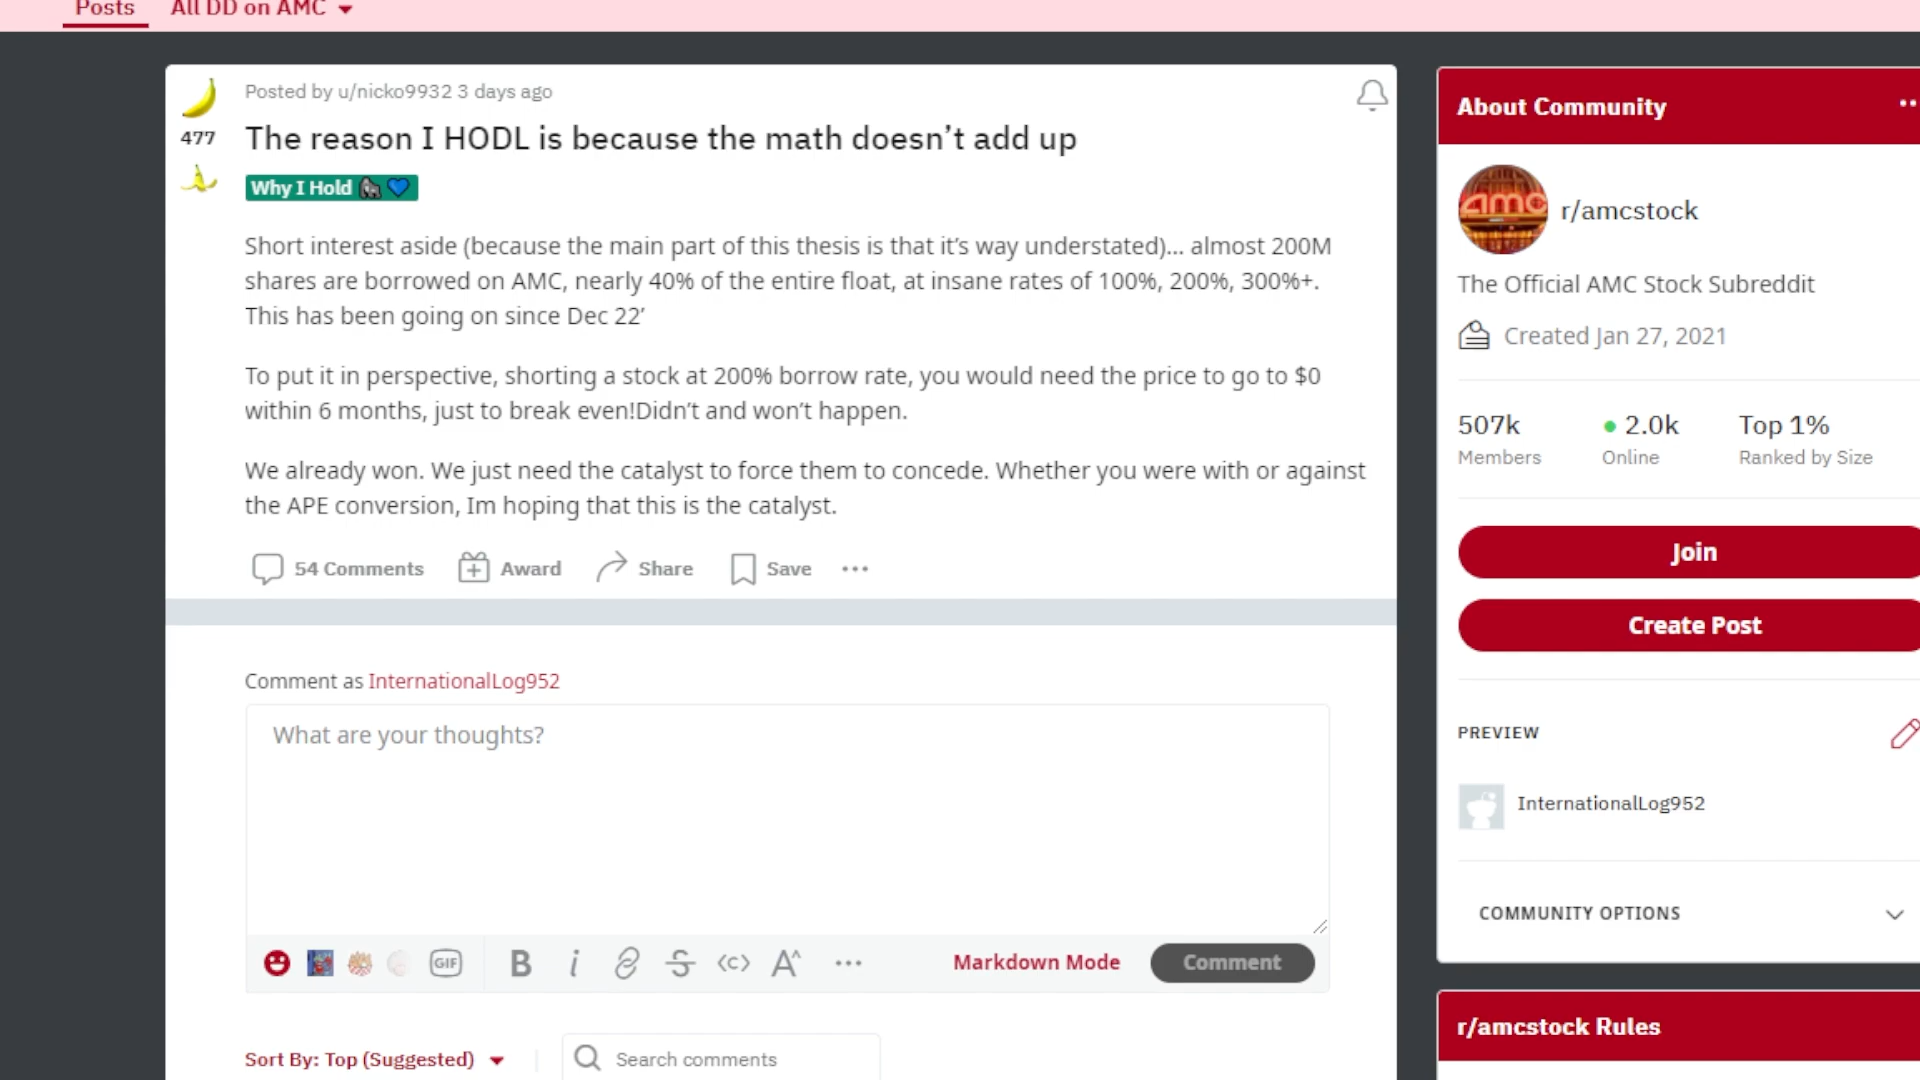 Posts
All DD on AMC
Posted by u/nicko9932 3 days ago
477
The reason I HODL is because the math doesn’t add up
Why I Hold
Short interest aside (because the main part of this thesis is that it’s way understated)... almost 200M
shares are borrowed on AMC, nearly 40% of the entire float, at insane rates of 100%, 200%, 300%+.
This has been going on since Dec 22’
To put it in perspective, shorting a stock at 200% borrow rate, you would need the price to go to $0
within 6 months, just to break even!Didn’t and won’t happen.
We already won. We just need the catalyst to force them to concede. Whether you were with or against
the APE conversion, Im hoping that this is the catalyst.
54 Comments
Award
Share
Save
Comment as InternationalLog952
What are your thoughts?
GIF
B
i
Markdown Mode
Comment
Sort By: Top (Suggested)
Search comments
About Community
amc
r/amcstock
The Official AMC Stock Subreddit
Created Jan 27, 2021
507k
2.0k
Top 1%
Members
Online
Ranked by Size
Join
Create Post
PREVIEW
InternationalLog952
COMMUNITY OPTIONS
r/amcstock Rules